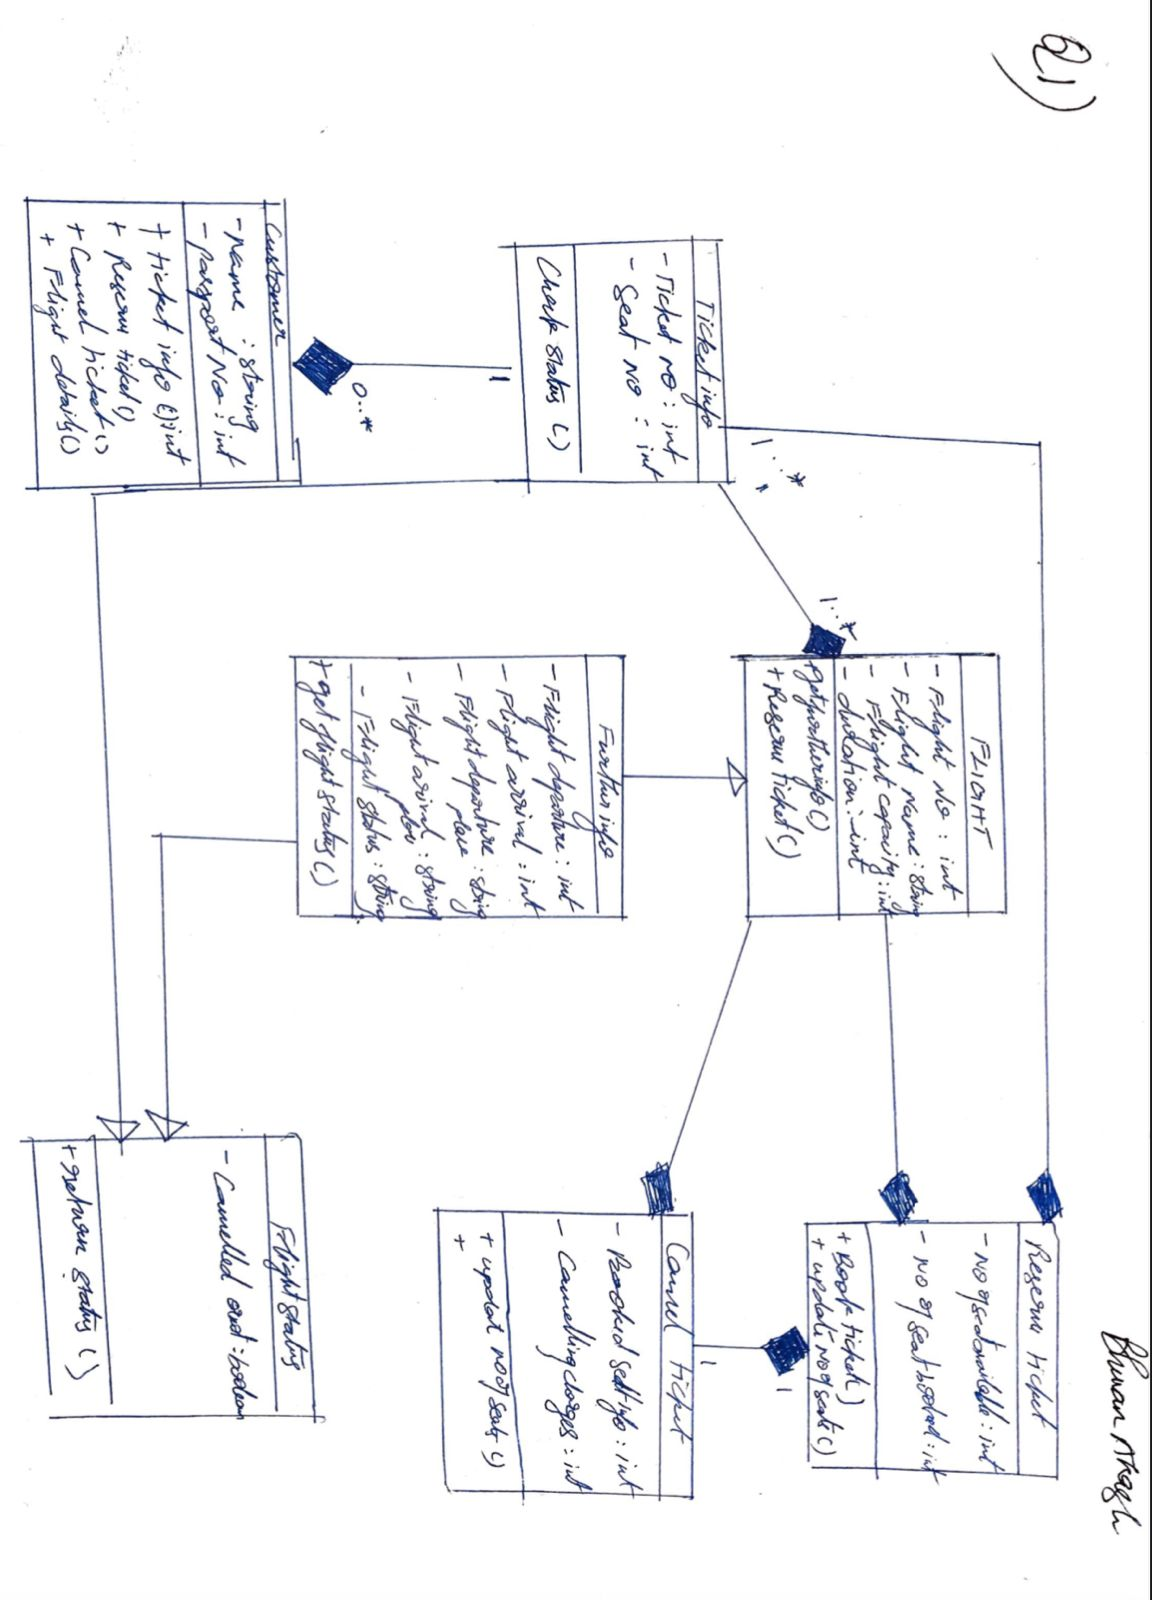 Q1)
Ticket info
- Ticket no : int
- Seat no : int
Check status ( )
1...*
Customer
- name : string
- passport No : int
+ ticket info ( ) : int
+ Reserve ticket ( )
+ Cancel ticket ( )
+ Flight details ( )
0..*
1
1..*
FLIGHT
- Flight no : int
- Flight name : string
- Flight capacity : int
- duration : int
+ getfurtherinfo ( )
+ Reserve ticket ( )
Further info
- Flight departure : int
- Flight arrival : int
- Flight departure : string
place
- Flight arrival : string
place
- Flight status : string
+ get flight status ( )
Reserve ticket
- no of seat available : int
- no of seat booked : int
+ Book ticket )
+ update no of seats ( )
1
1
Cancel ticket
- Booked seat info : int
- Cancelling charges : int
+ updat no of seats ( )
+
Flight status
- Cancelled : boolean
+ return status ( )
Bhuvan